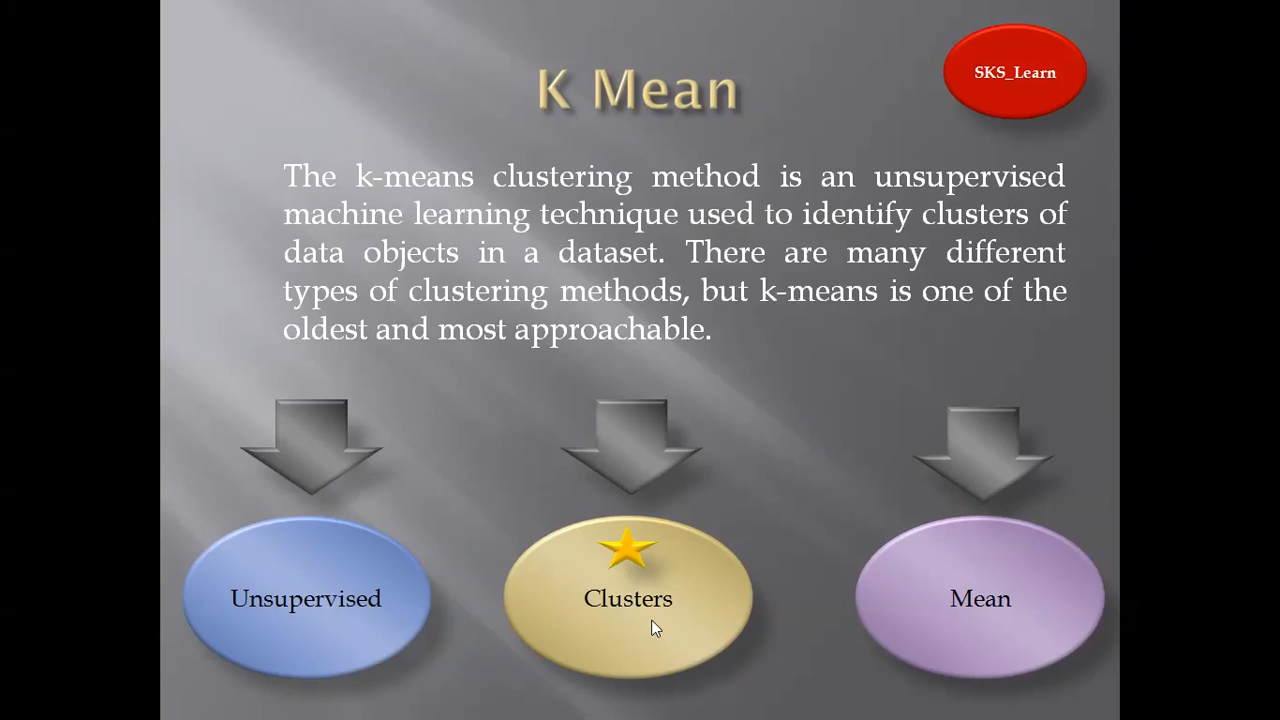 SKS_Learn
K Mean
The k-means clustering method is an unsupervised
machine learning technique used to identify clusters of
data objects in a dataset. There are many different
types of clustering methods, but k-means is one of the
oldest and most approachable.
Unsupervised
Clusters
Mean